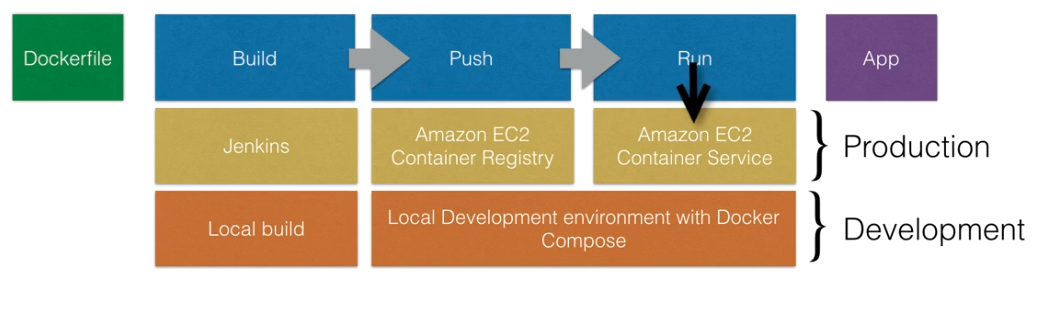 Dockerfile
Build
Push
Run
App
Jenkins
Amazon EC2
Container Registry
Amazon EC2
Container Service
Production
Local build
Local Development environment with Docker
Compose
Development